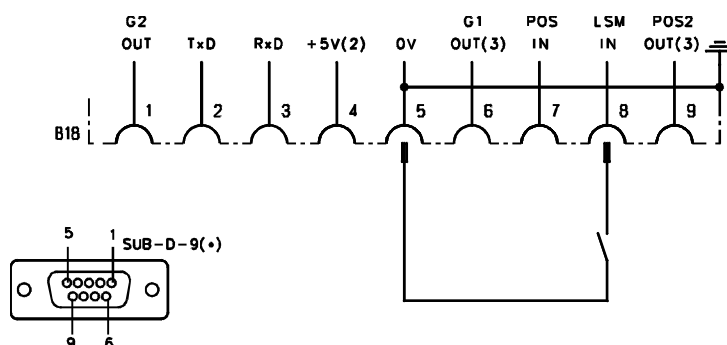 G2 G1 POS LSM POS2
OUT TxD RxD +5V(2) 0V OUT(3) IN IN OUT(3)
1 2 3 4 5 6 7 8 9
B18
5 1 SUB-D-9(•)
9 6